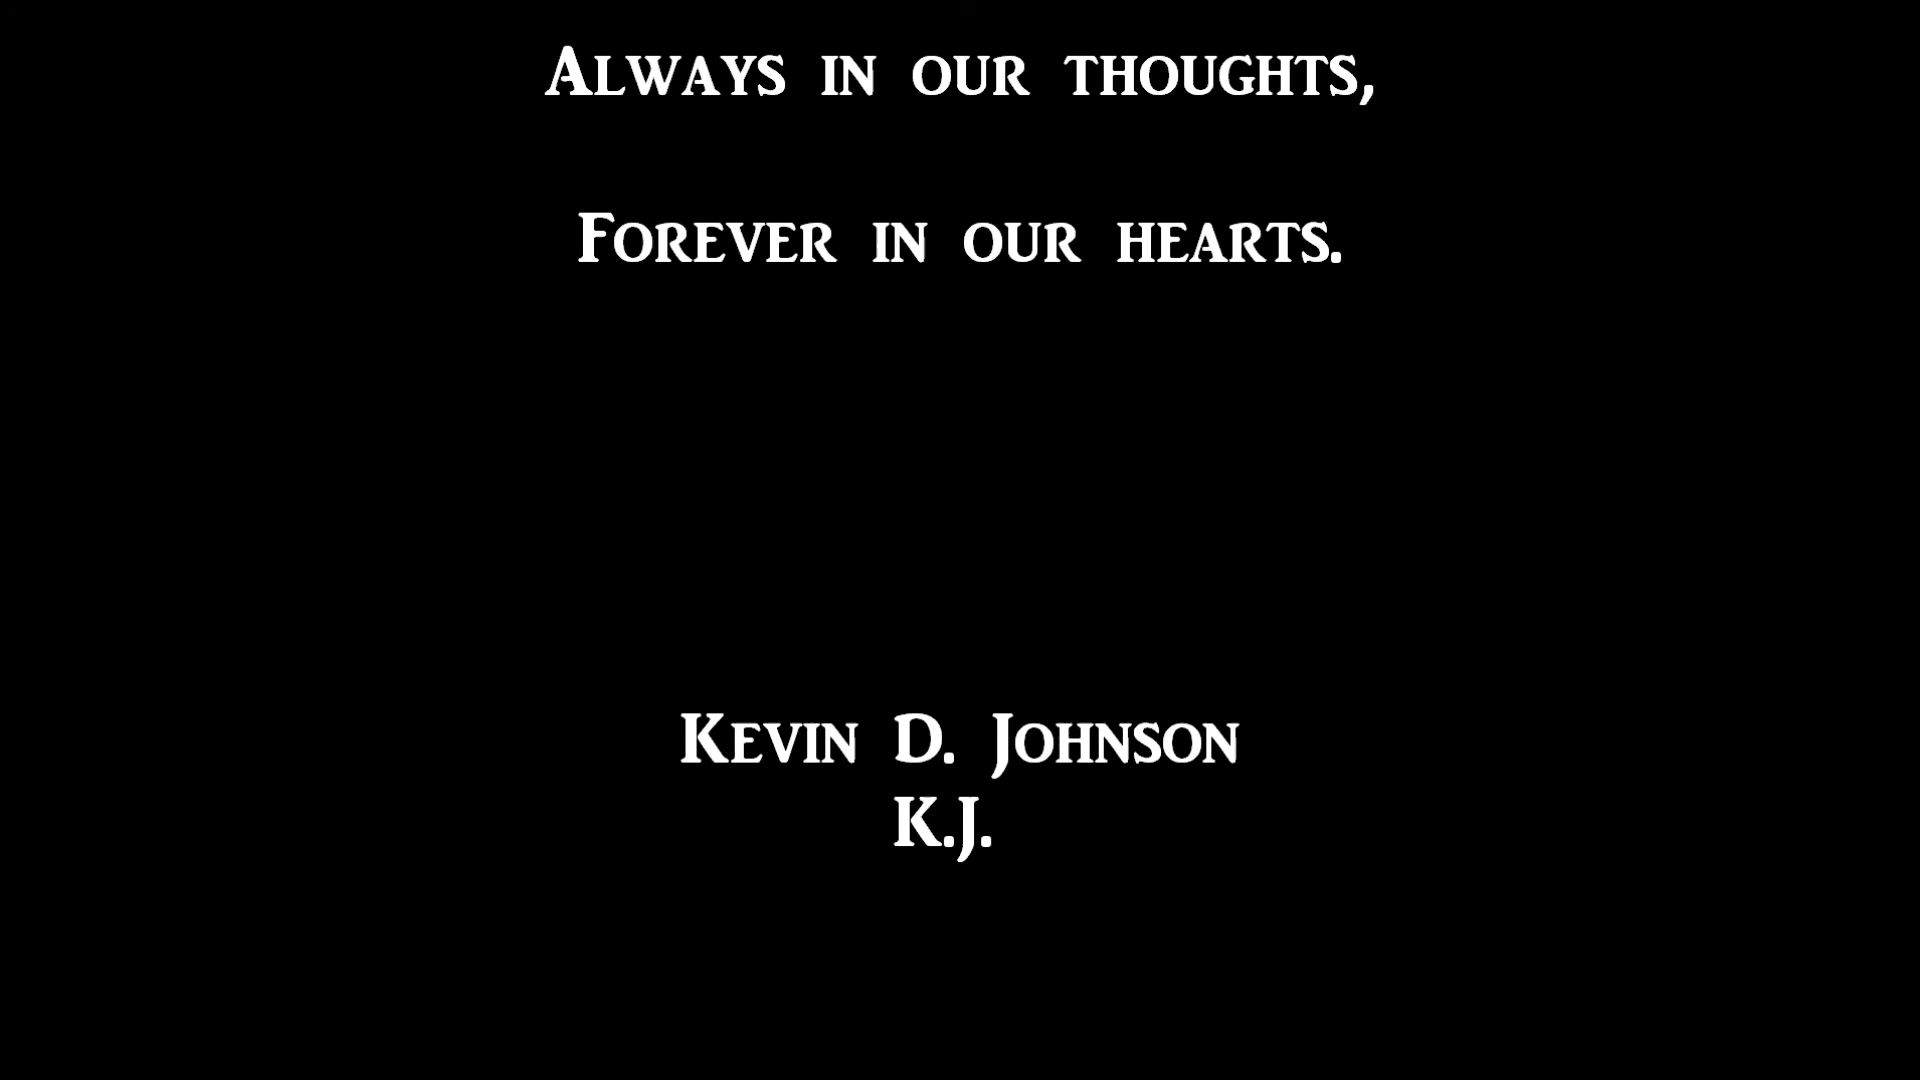 Always in our thoughts,
Forever in our hearts.
Kevin D. Johnson
K.J.